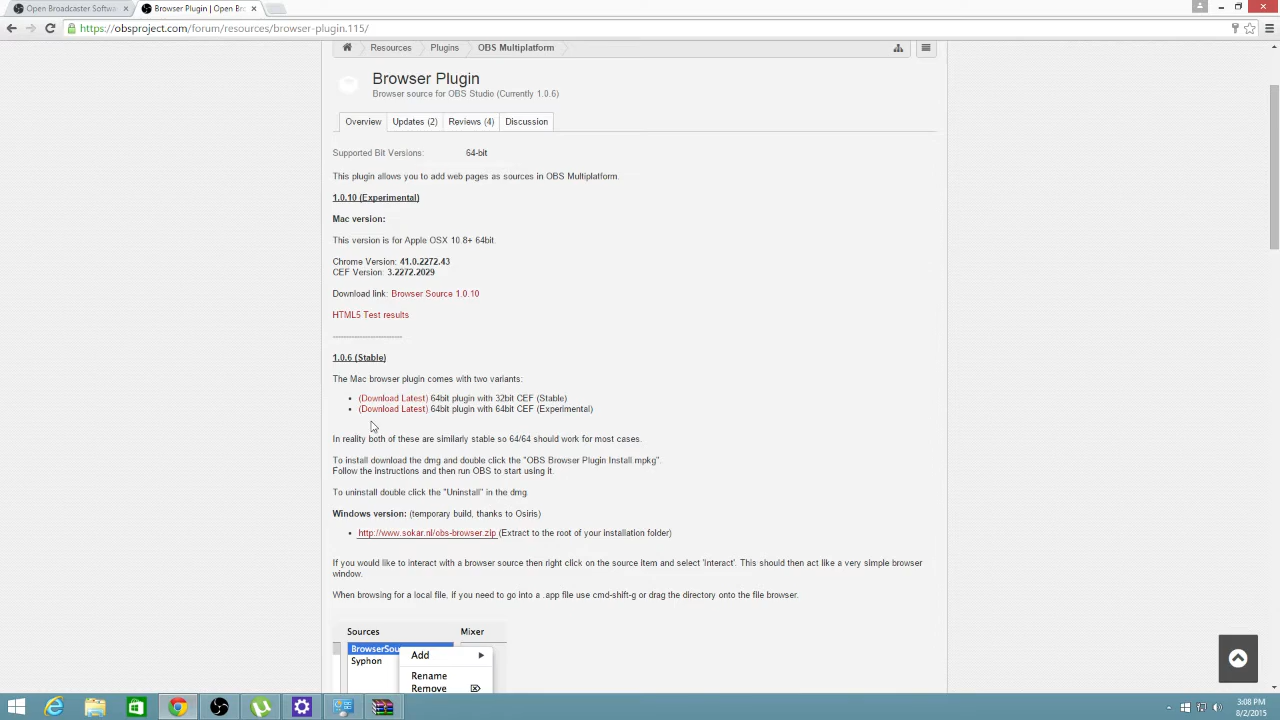 Open Broadcaster Softwa
Browser Plugin | Open Bro
https://obsproject.com/forum/resources/browser-plugin.115/
Resources
Plugins
OBS Multiplatform
Browser Plugin
Browser source for OBS Studio (Currently 1.0.6)
Overview
Updates (2)
Reviews (4)
Discussion
Supported Bit Versions: 64-bit
This plugin allows you to add web pages as sources in OBS Multiplatform.
1.0.10 (Experimental)
Mac version:
This version is for Apple OSX 10.8+ 64bit.
Chrome Version: 41.0.2272.43
CEF Version: 3.2272.2029
Download link: Browser Source 1.0.10
HTML5 Test results
------------------------
1.0.6 (Stable)
The Mac browser plugin comes with two variants:
• (Download Latest) 64bit plugin with 32bit CEF (Stable)
• (Download Latest) 64bit plugin with 64bit CEF (Experimental)
In reality both of these are similarly stable so 64/64 should work for most cases.
To install download the dmg and double click the "OBS Browser Plugin Install.mpkg".
Follow the instructions and then run OBS to start using it.
To uninstall double click the "Uninstall" in the dmg.
Windows version: (temporary build, thanks to Osiris)
• http://www.sokar.nl/obs-browser.zip (Extract to the root of your installation folder)
If you would like to interact with a browser source then right click on the source item and select 'Interact'. This should then act like a very simple browser
window.
When browsing for a local file, if you need to go into a .app file use cmd-shift-g or drag the directory onto the file browser.
Sources
Mixer
BrowserSou
Syphon
Add
Rename
Remove
3:08 PM
8/2/2015